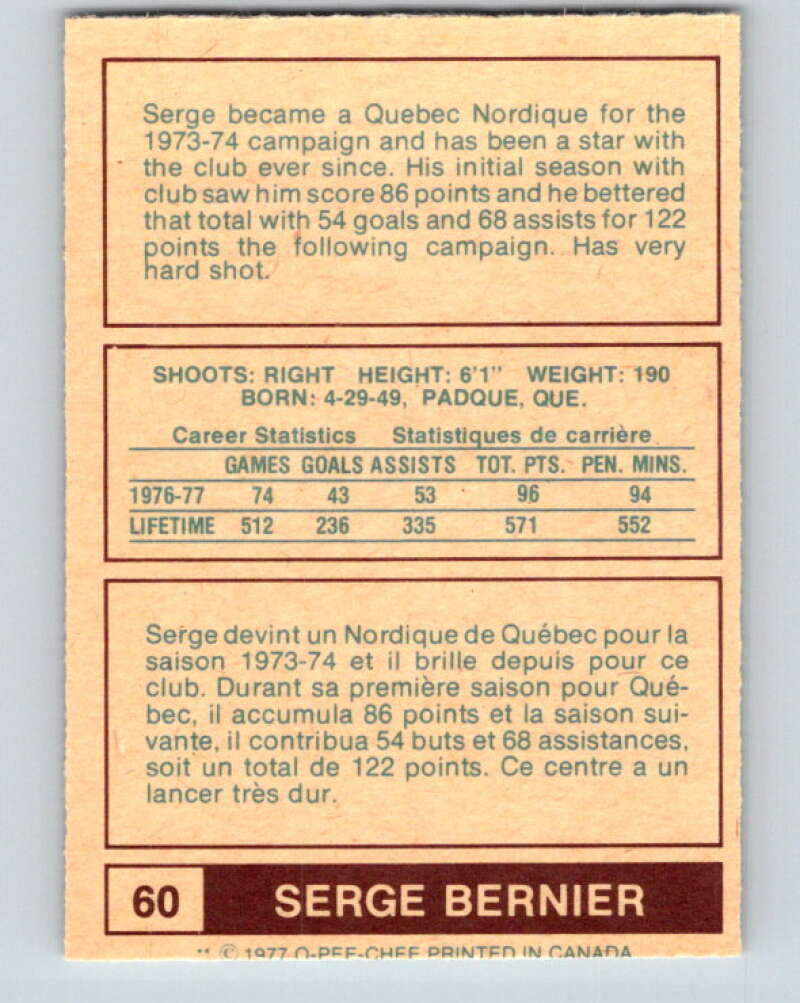 Serge became a Quebec Nordique for the
1973-74 campaign and has been a star with
the club ever since. His initial season with
club saw him score 86 points and he bettered
that total with 54 goals and 68 assists for 122
points the following campaign. Has very
hard shot.
SHOOTS: RIGHT HEIGHT: 6'1" WEIGHT: 190
BORN: 4-29-49, PADQUE, QUE.
Career Statistics Statistiques de carrière
GAMES GOALS ASSISTS TOT. PTS. PEN. MINS.
1976-77 74 43 53 96 94
LIFETIME 512 236 335 571 552
Serge devint un Nordique de Québec pour la
saison 1973-74 et il brille depuis pour ce
club. Durant sa première saison pour Qué-
bec, il accumula 86 points et la saison sui-
vante, il contribua 54 buts et 68 assistances,
soit un total de 122 points. Ce centre a un
lancer très dur.
60 SERGE BERNIER
** © 1977 O-PEE-CHEE PRINTED IN CANADA